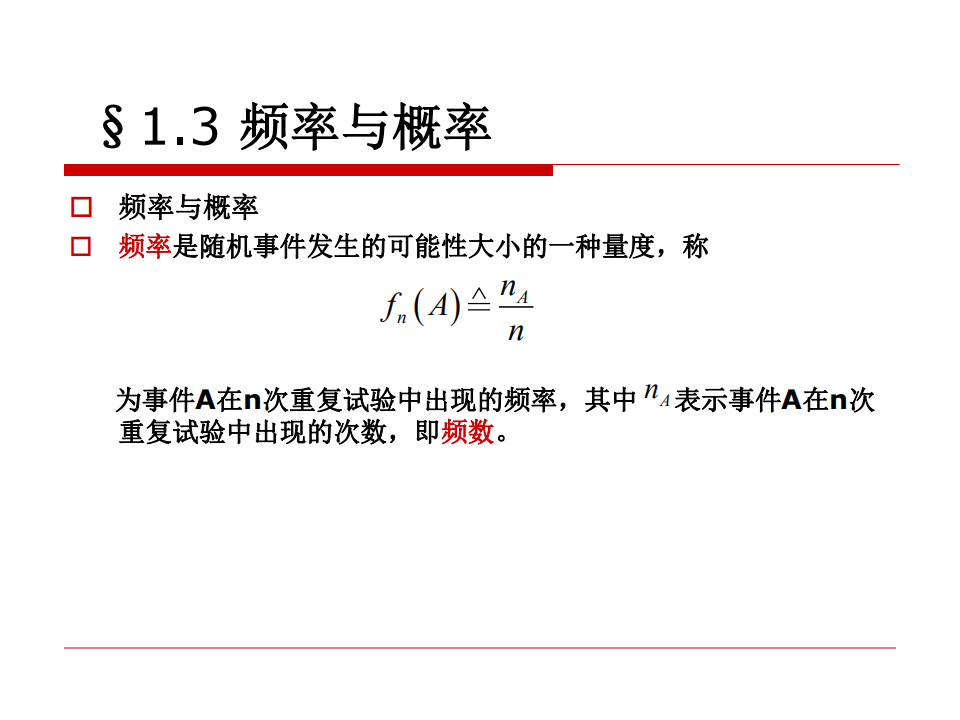 §1.3 频率与概率
频率与概率
频率是随机事件发生的可能性大小的一种量度，称
fₙ(A)≙n_A/n
为事件A在n次重复试验中出现的频率，其中 n_A 表示事件A在n次
重复试验中出现的次数，即频数。